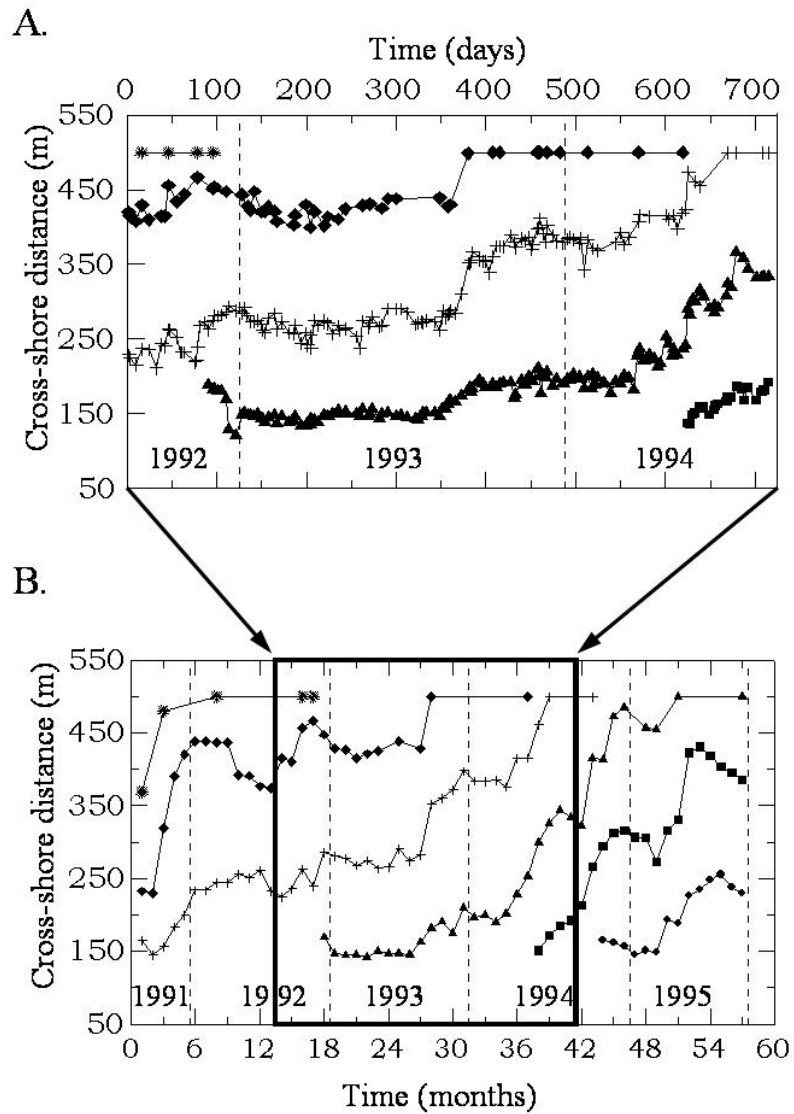 A.
Time (days)
0 100 200 300 400 500 600 700
Cross-shore distance (m)
550
450
350
250
150
50
1992 1993 1994
B.
Cross-shore distance (m)
550
450
350
250
150
50
1991 1992 1993 1994 1995
0 6 12 18 24 30 36 42 48 54 60
Time (months)